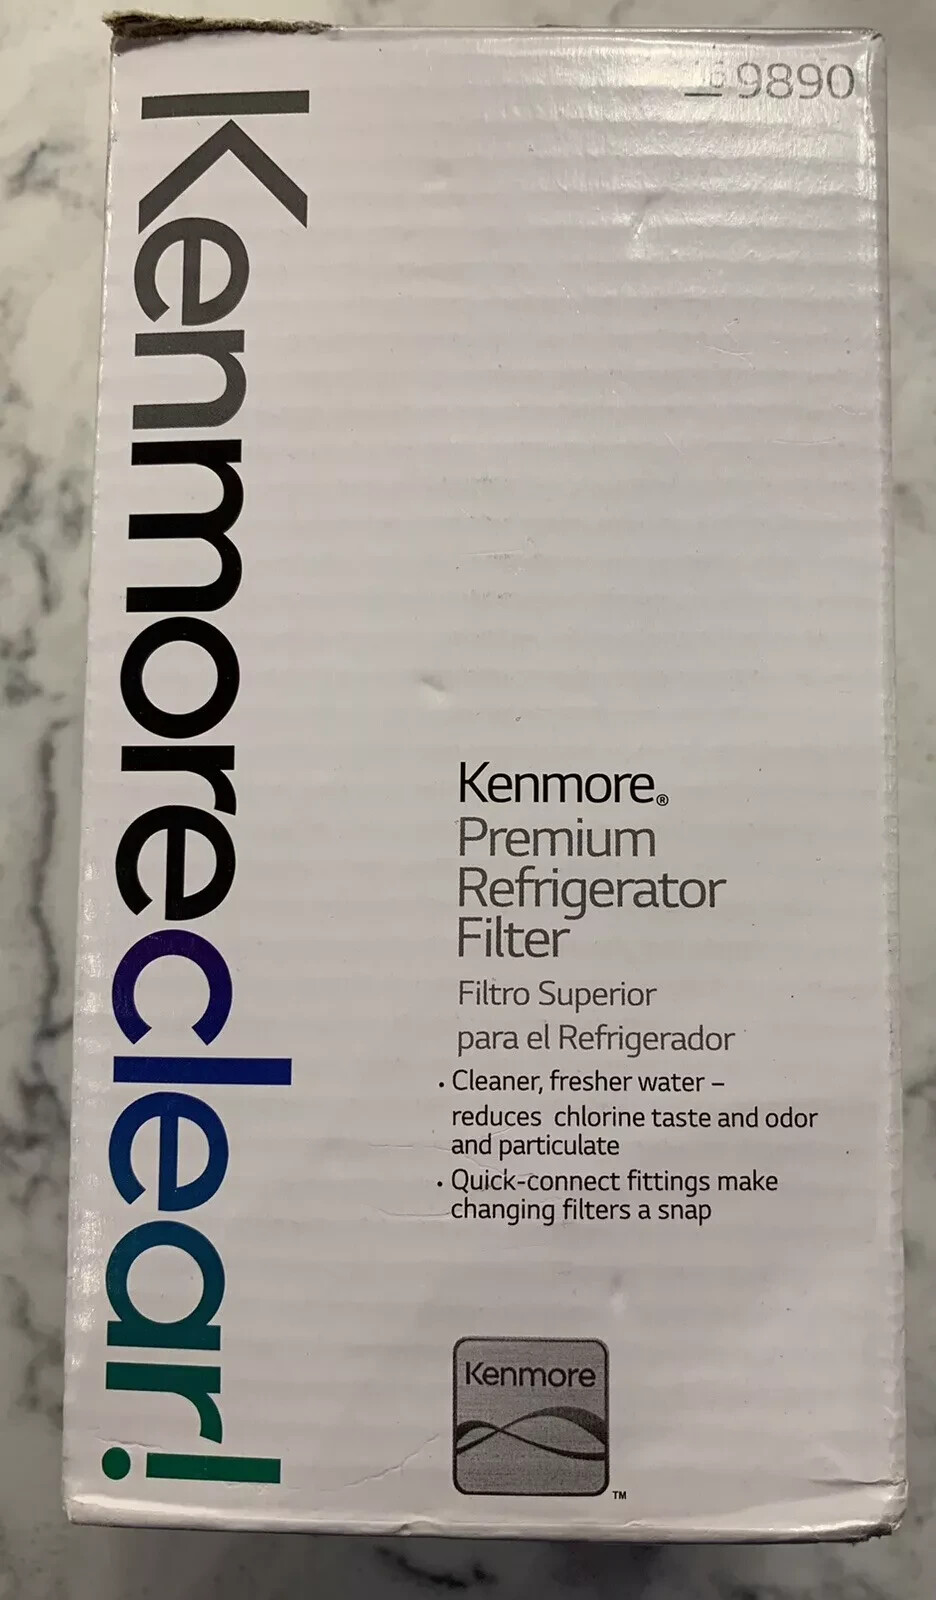 9890
Kenmoreclear!
Kenmore®
Premium
Refrigerator
Filter
Filtro Superior
para el Refrigerador
· Cleaner, fresher water –
reduces chlorine taste and odor
and particulate
· Quick-connect fittings make
changing filters a snap
Kenmore
TM